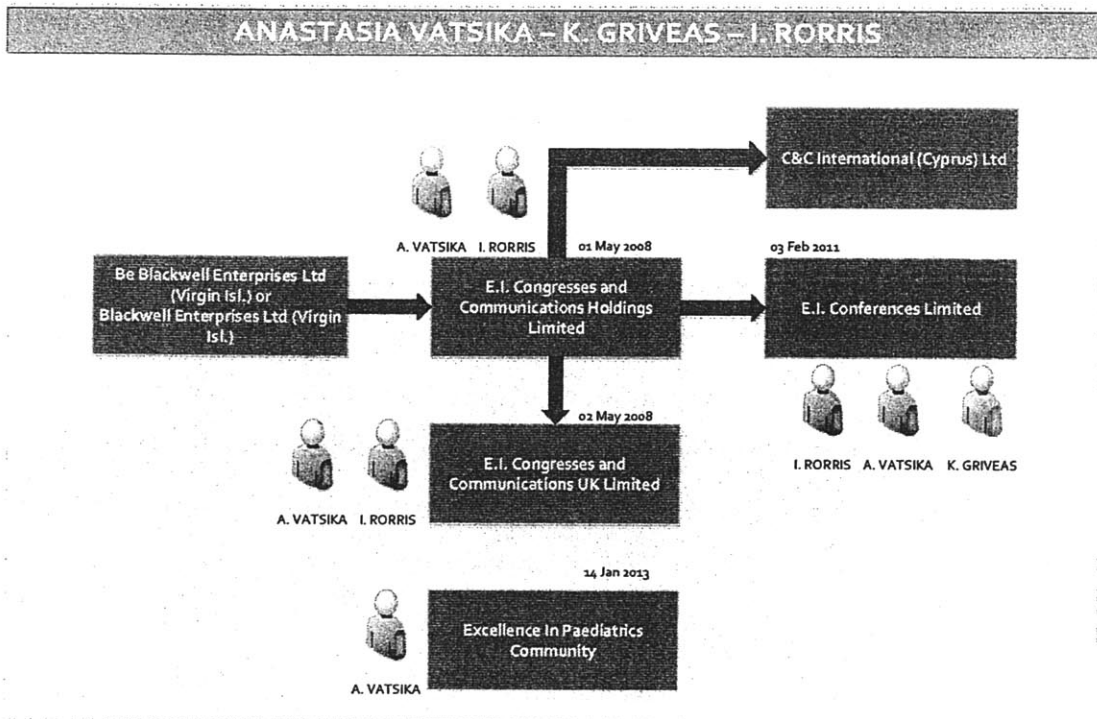 ANASTASIA VATSIKA – K. GRIVEAS – I. RORRIS
C&C International (Cyprus) Ltd
A. VATSIKA
I. RORRIS
01 May 2008
03 Feb 2011
Be Blackwell Enterprises Ltd
(Virgin Isl.) or
Blackwell Enterprises Ltd (Virgin
Isl.)
E.I. Congresses and
Communications Holdings
Limited
E.I. Conferences Limited
02 May 2008
I. RORRIS
A. VATSIKA
K. GRIVEAS
E.I. Congresses and
Communications UK Limited
A. VATSIKA
I. RORRIS
14 Jan 2013
Excellence In Paediatrics
Community
A. VATSIKA